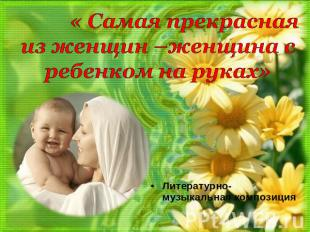 « Самая прекрасная
из женщин –женщина с
ребенком на руках»
• Литературно-
музыкальная композиция